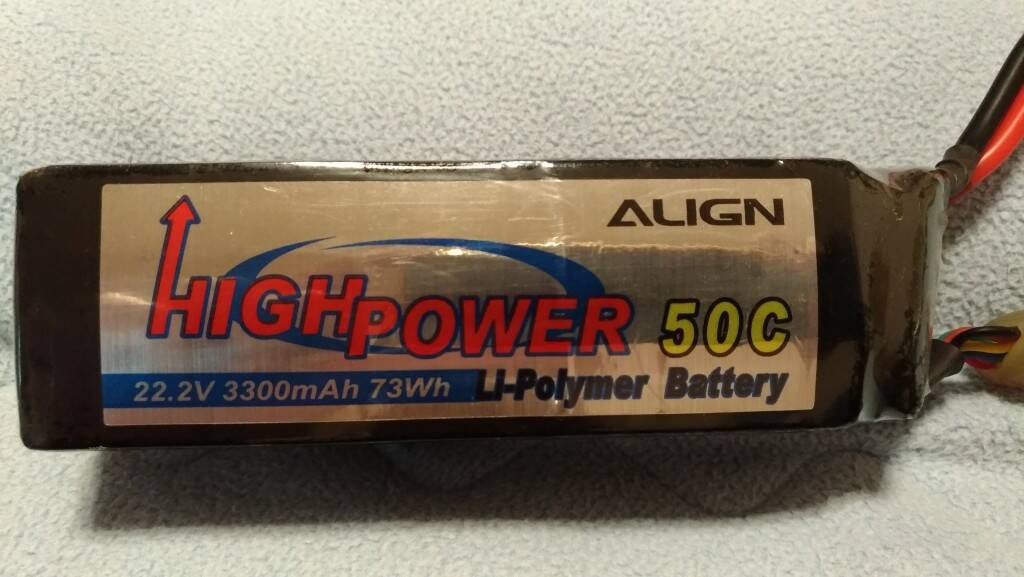 ALIGN
HIGHPOWER 50C
22.2V 3300mAh 73Wh Li-Polymer Battery